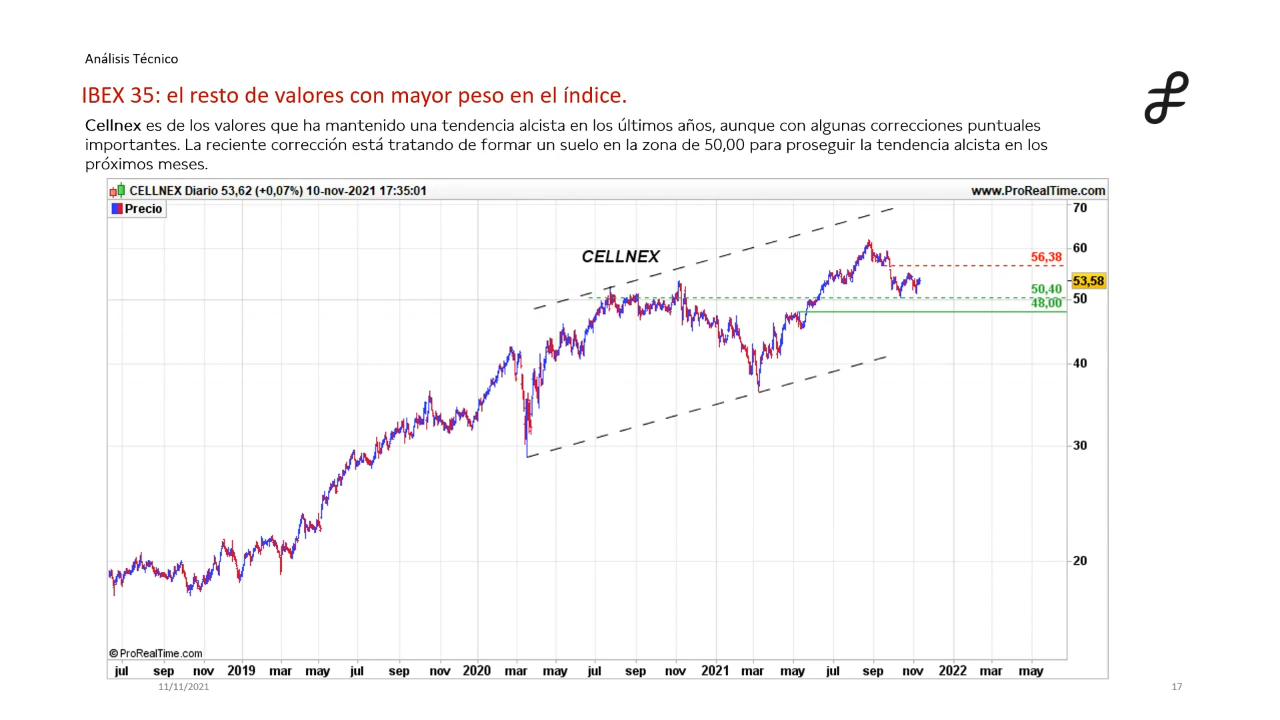 Análisis Técnico
IBEX 35: el resto de valores con mayor peso en el índice.
Cellnex es de los valores que ha mantenido una tendencia alcista en los últimos años, aunque con algunas correcciones puntuales
importantes. La reciente corrección está tratando de formar un suelo en la zona de 50,00 para proseguir la tendencia alcista en los
próximos meses.
CELLNEX Diario 53,62 (+0,07%) 10-nov-2021 17:35:01 www.ProRealTime.com
Precio
70
CELLNEX
60
56,38
53,58
50,40
50
48,00
40
30
20
© ProRealTime.com
jul sep nov 2019 mar may jul sep nov 2020 mar may jul sep nov 2021 mar may jul sep nov 2022 mar may
11/11/2021 17